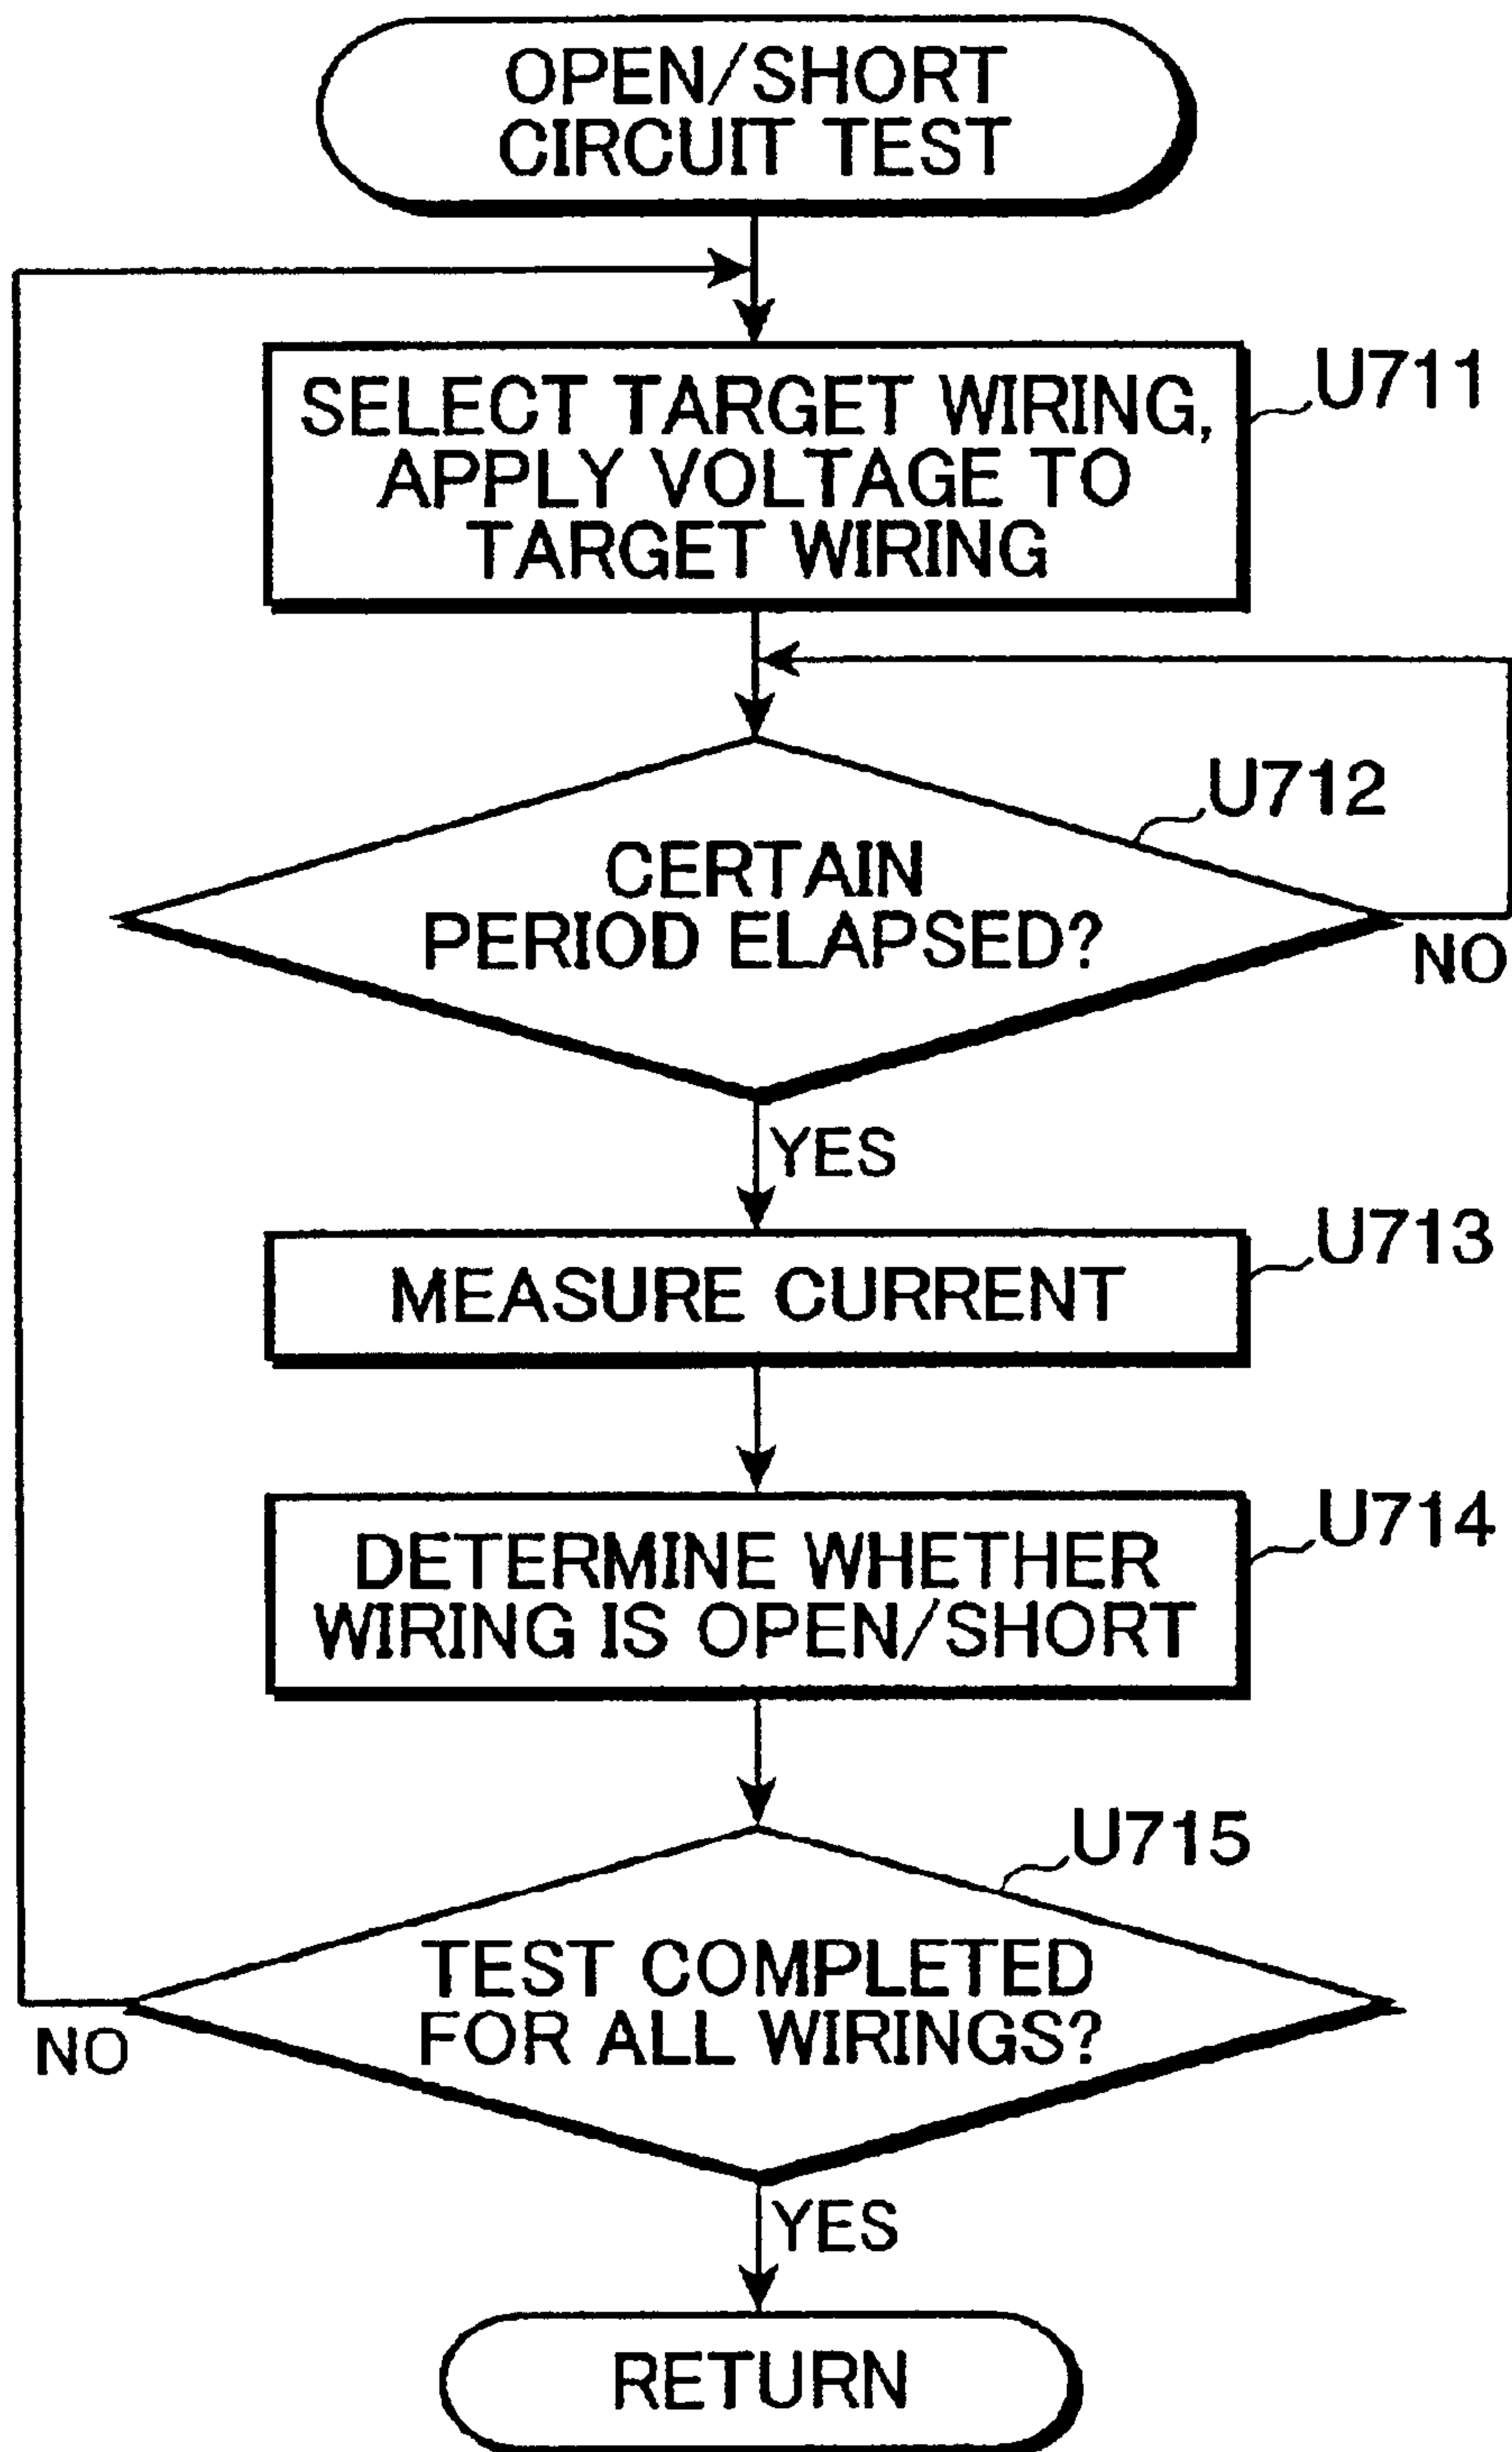 OPEN/SHORT
CIRCUIT TEST
SELECT TARGET WIRING,
APPLY VOLTAGE TO
TARGET WIRING
U711
U712
CERTAIN
PERIOD ELAPSED?
NO
YES
MEASURE CURRENT
U713
DETERMINE WHETHER
WIRING IS OPEN/SHORT
U714
U715
TEST COMPLETED
FOR ALL WIRINGS?
NO
YES
RETURN